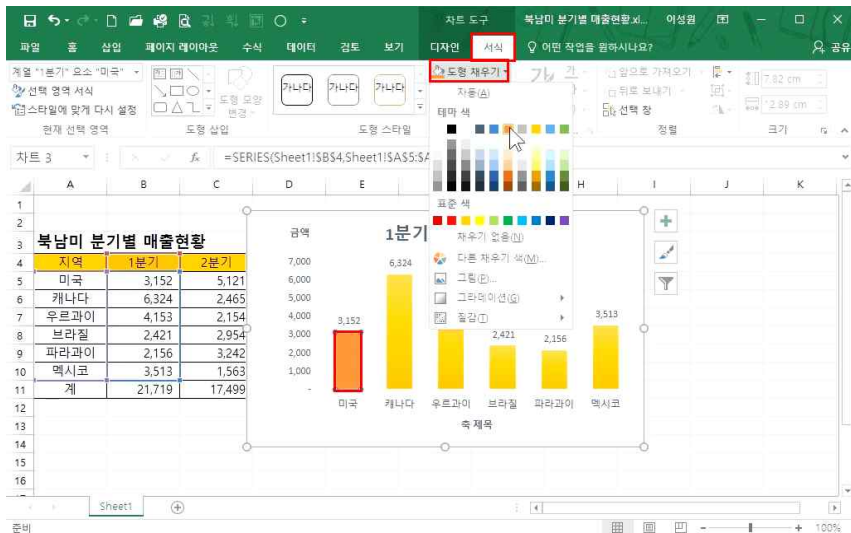 차트 도구
북남미 분기별 매출현황.xl... 이성원
파일 홈 삽입 페이지 레이아웃 수식 데이터 검토 보기 디자인 서식 어떤 작업을 원하시나요? 공유
계열 "1분기" 요소 "미국"
선택 영역 서식
스타일에 맞게 다시 설정
현재 선택 영역
도형 모양
변경
도형 삽입
가나다 가나다 가나다
도형 스타일
도형 채우기
앞으로 가져오기
뒤로 보내기
선택 창
정렬
7.82 cm
12.89 cm
크기
자동(A)
테마 색
표준 색
채우기 없음(N)
다른 채우기 색(M)...
그림(P)...
그라데이션(G)
질감(T)
차트 3
fx =SERIES(Sheet1!$B$4,Sheet1!$A$5:$A
A B C D E H I J K
1
2
3 북남미 분기별 매출현황
4 지역 1분기 2분기
5 미국 3,152 5,121
6 캐나다 6,324 2,465
7 우르과이 4,153 2,154
8 브라질 2,421 2,954
9 파라과이 2,156 3,242
10 멕시코 3,513 1,563
11 계 21,719 17,499
12
13
14
15
16
금액
1분기
7,000
6,000
5,000
4,000
3,000
2,000
1,000
-
3,152 6,324 2,421 2,156 3,513
미국 캐나다 우르과이 브라질 파라과이 멕시코
축 제목
Sheet1
준비
100%